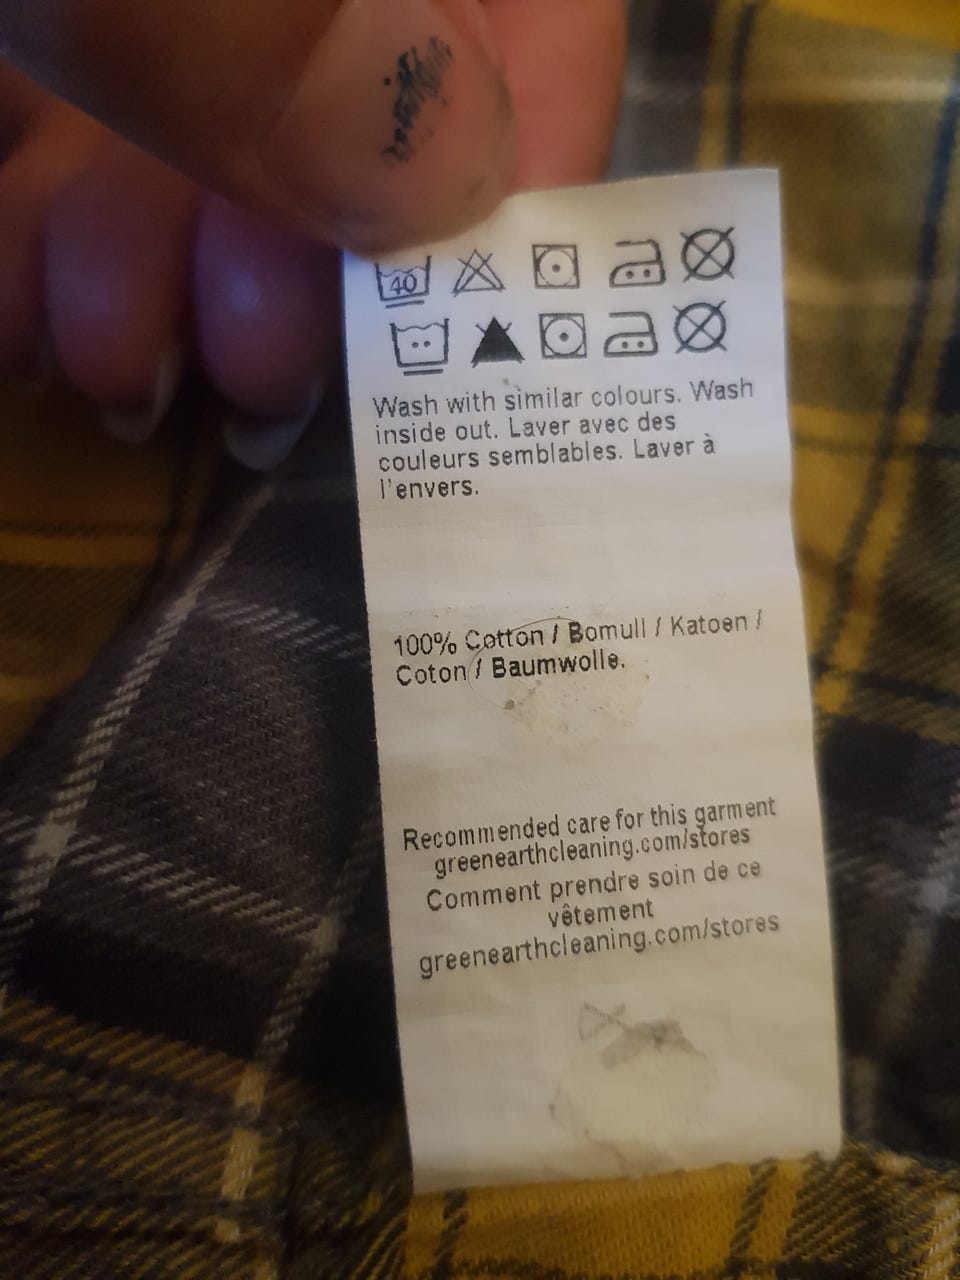 40
Wash with similar colours. Wash
inside out. Laver avec des
couleurs semblables. Laver à
l'envers.
100% Cotton / Bomull / Katoen /
Coton / Baumwolle.
Recommended care for this garment
greenearthcleaning.com/stores
Comment prendre soin de ce
vêtement
greenearthcleaning.com/stores